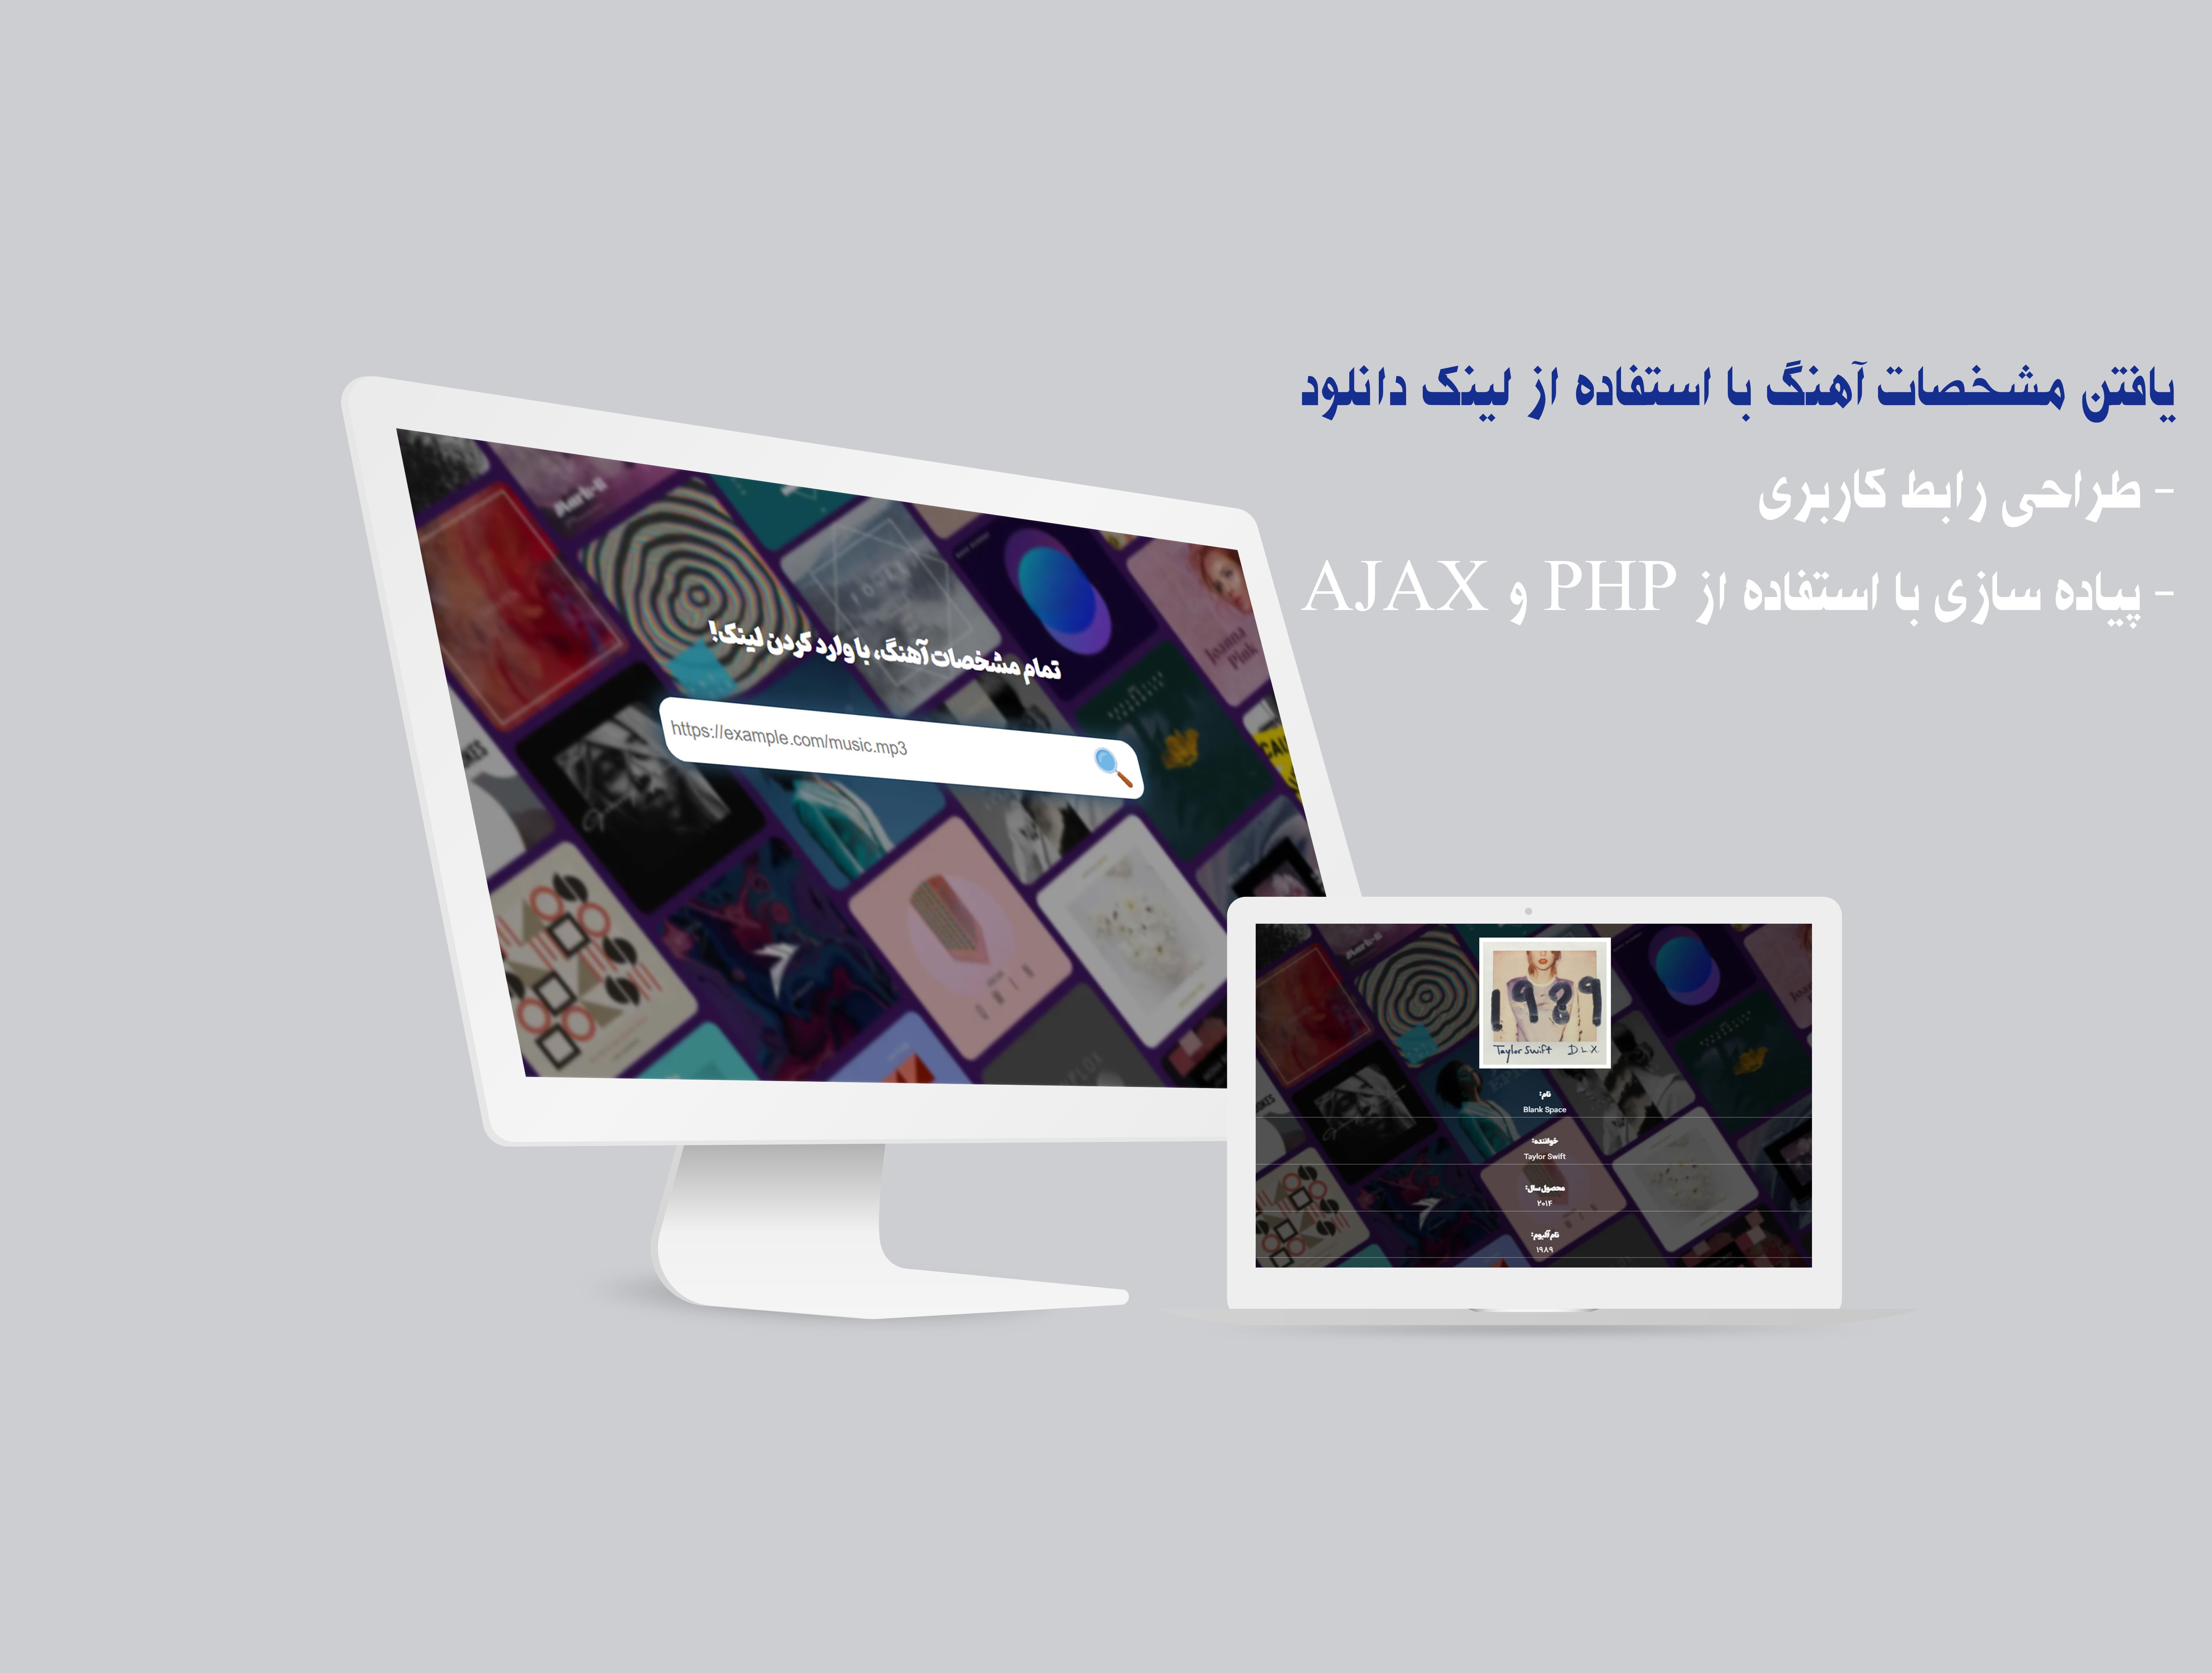 یافتن مشخصات آهنگ با استفاده از لینک دانلود
- طراحی رابط کاربری
- پیاده سازی با استفاده از PHP و AJAX
تمام مشخصات آهنگ، با وارد کردن لینک!
https://example.com/music.mp3
Joanna
Pink
1989
Taylor Swift D.L.X.
نام:
Blank Space
خواننده:
Taylor Swift
محصول سال:
۲۰۱۴
نام آلبوم:
۱۹۸۹